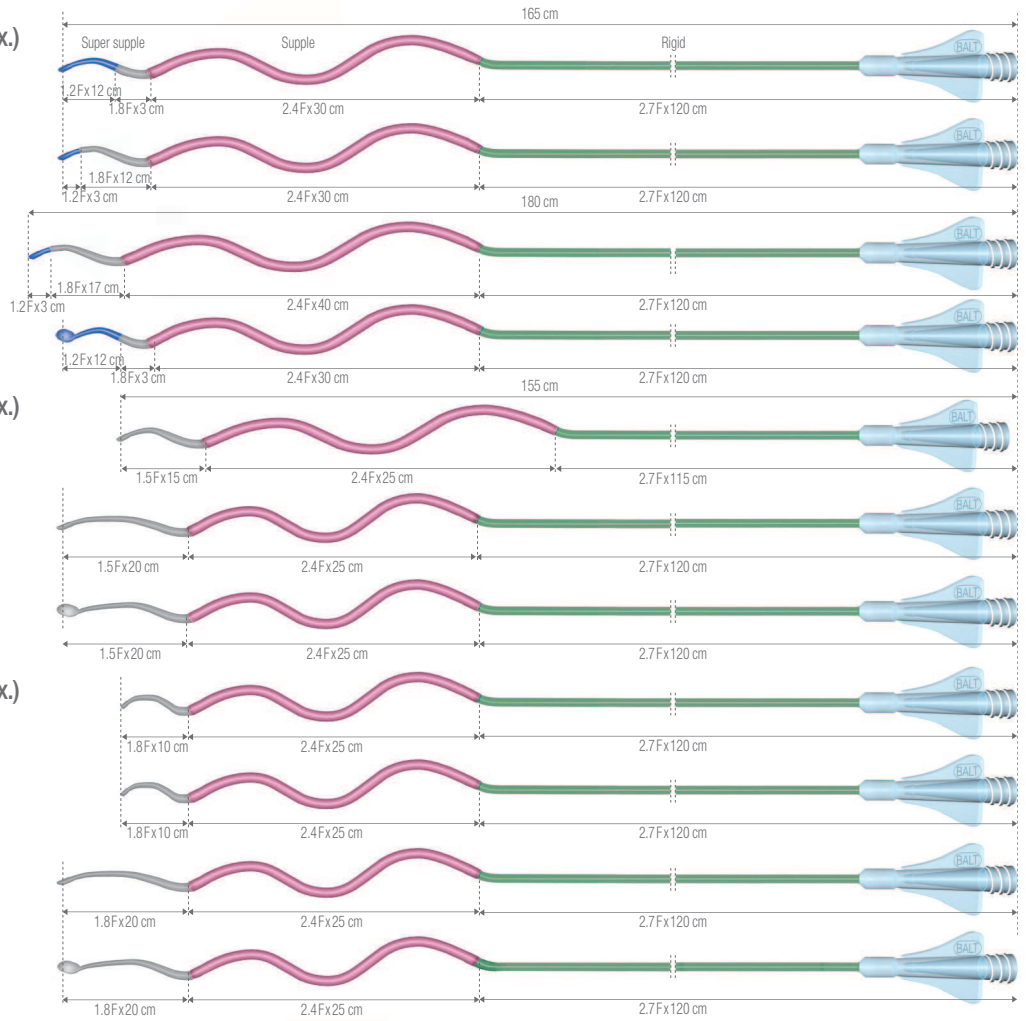 165 cm
x.)
Super supple Supple Rigid
BALT
1.2Fx12 cm
1.8Fx3 cm 2.4Fx30 cm 2.7Fx120 cm
BALT
1.8Fx12 cm
1.2Fx3 cm 2.4Fx30 cm 2.7Fx120 cm
180 cm
BALT
1.8Fx17 cm
1.2Fx3 cm 2.4Fx40 cm 2.7Fx120 cm
BALT
1.2Fx12 cm
1.8Fx3 cm 2.4Fx30 cm 2.7Fx120 cm
155 cm
x.)
BALT
1.5Fx15 cm 2.4Fx25 cm 2.7Fx115 cm
BALT
1.5Fx20 cm 2.4Fx25 cm 2.7Fx120 cm
BALT
1.5Fx20 cm 2.4Fx25 cm 2.7Fx120 cm
x.)
BALT
1.8Fx10 cm 2.4Fx25 cm 2.7Fx120 cm
BALT
1.8Fx10 cm 2.4Fx25 cm 2.7Fx120 cm
BALT
1.8Fx20 cm 2.4Fx25 cm 2.7Fx120 cm
BALT
1.8Fx20 cm 2.4Fx25 cm 2.7Fx120 cm